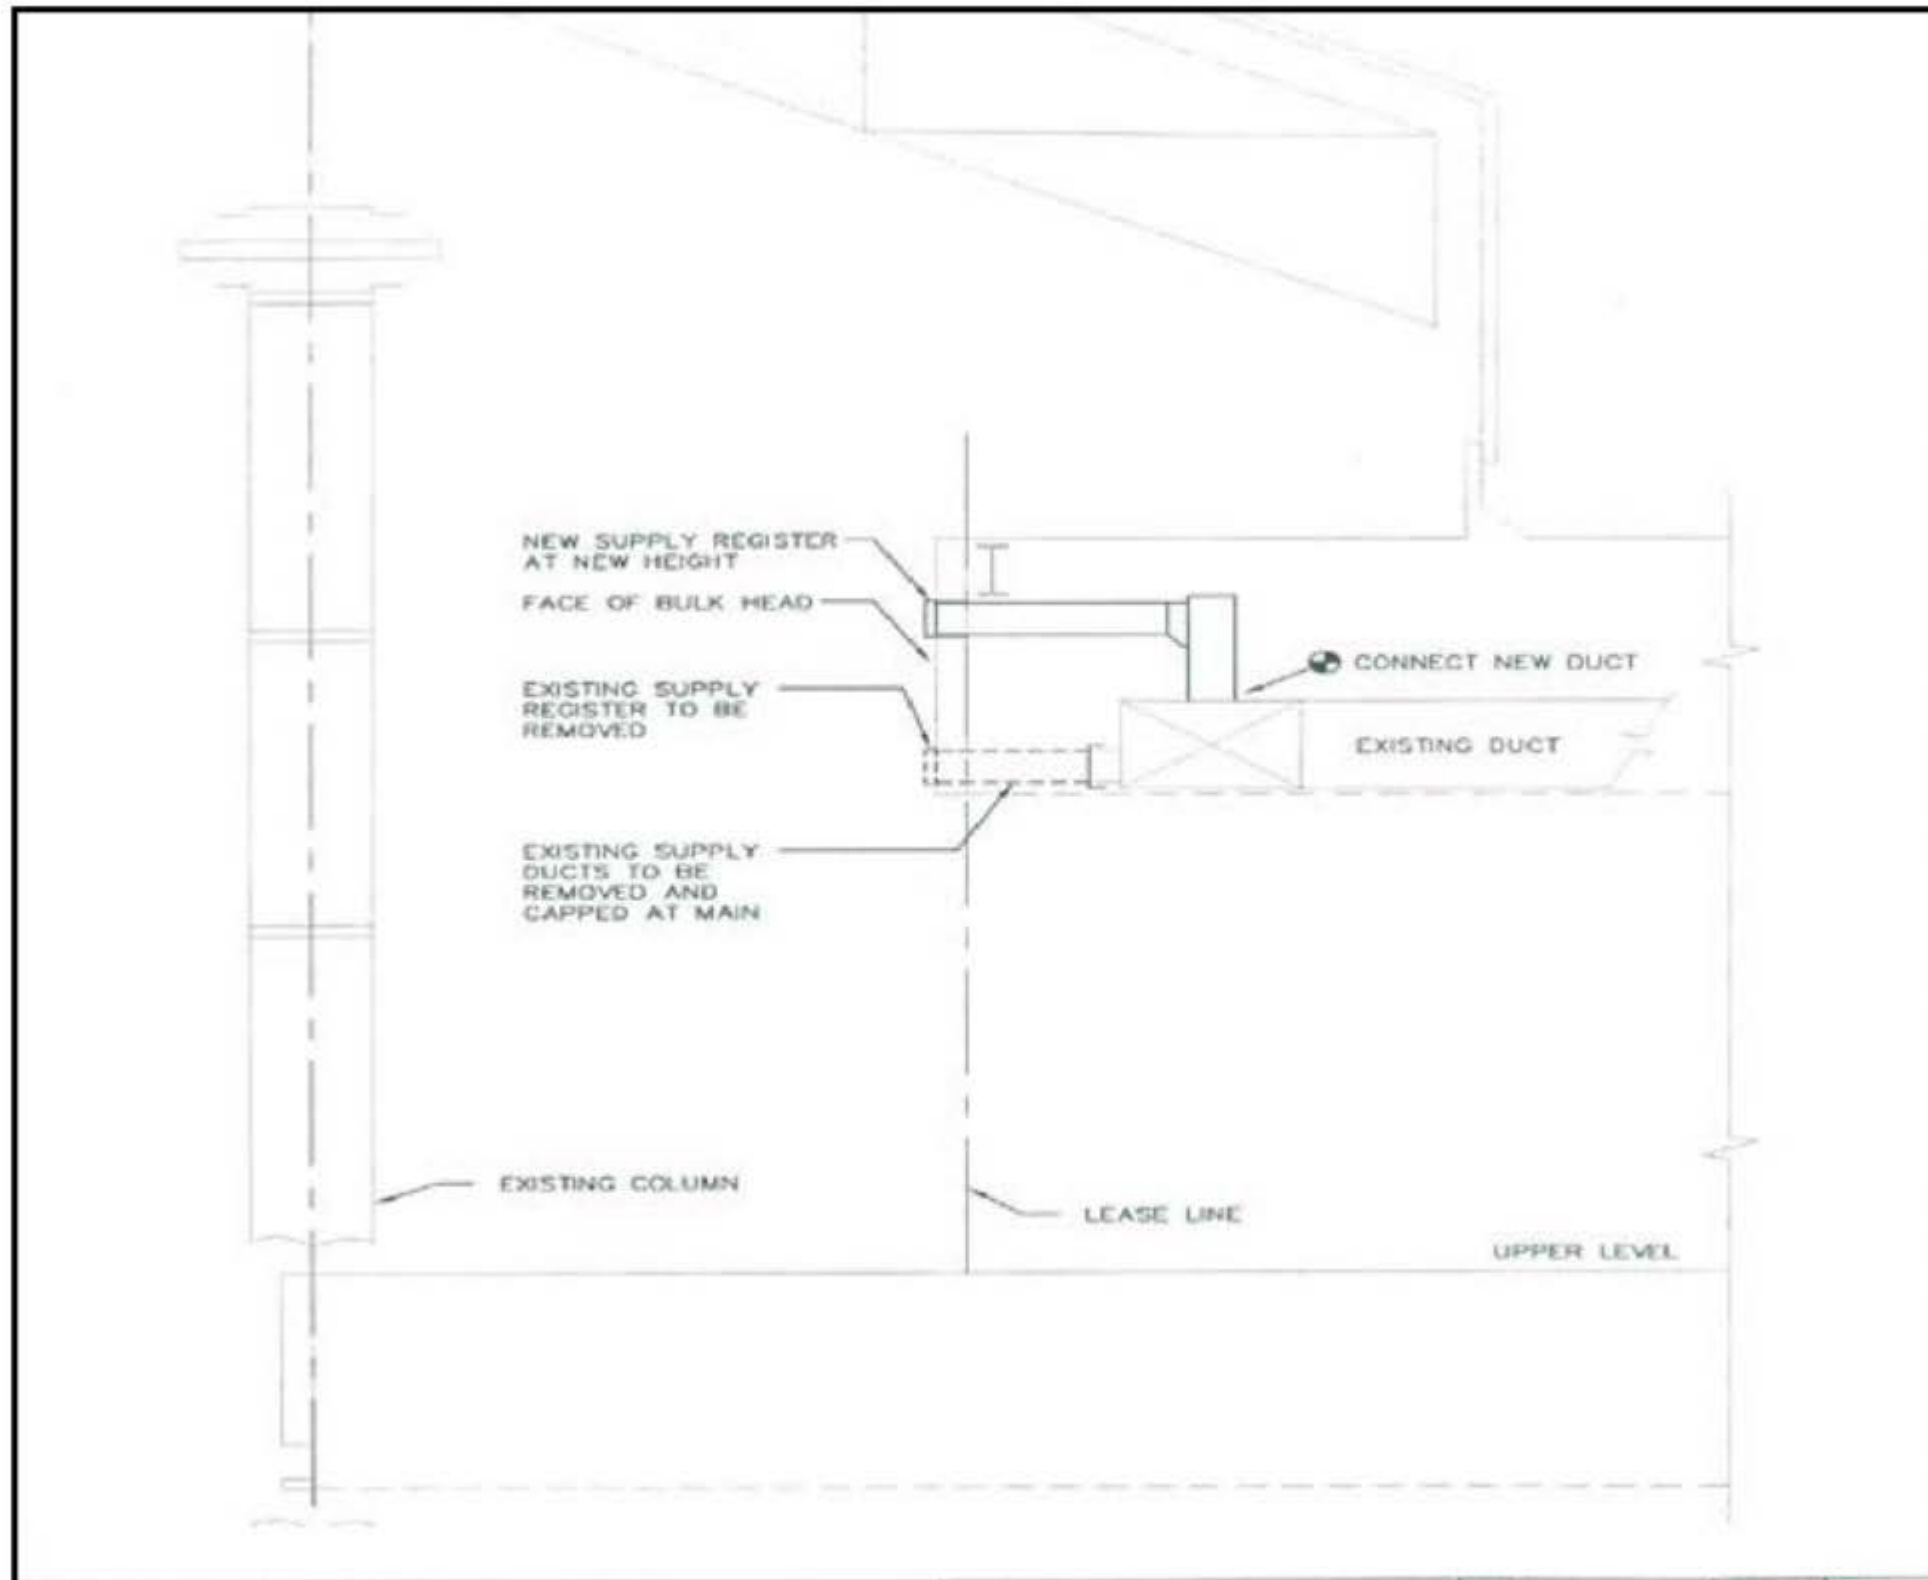 NEW SUPPLY REGISTER
AT NEW HEIGHT
FACE OF BULK HEAD
CONNECT NEW DUCT
EXISTING SUPPLY
REGISTER TO BE
REMOVED
EXISTING DUCT
EXISTING SUPPLY
DUCTS TO BE
REMOVED AND
CAPPED AT MAIN
EXISTING COLUMN
LEASE LINE
UPPER LEVEL